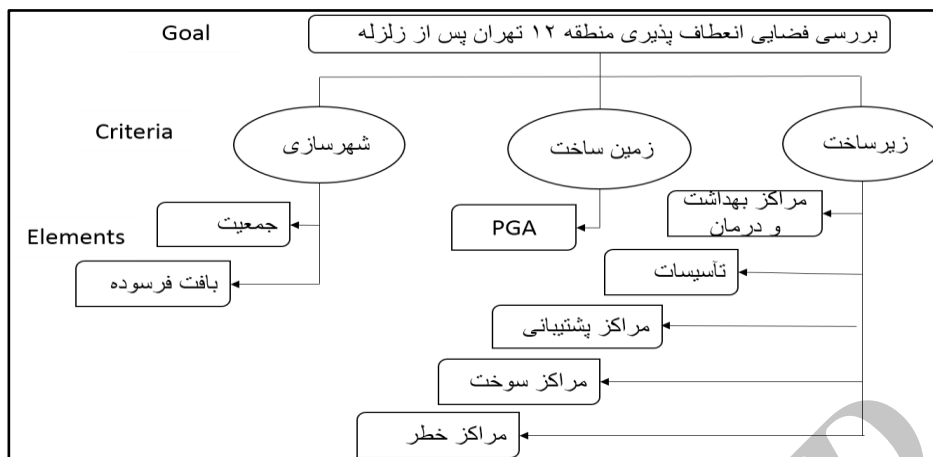 Goal
بررسی فضایی انعطاف پذیری منطقه ۱۲ تهران پس از زلزله
Criteria
زیرساخت
زمین ساخت
شهرسازی
Elements
مراکز بهداشت
و درمان
PGA
جمعیت
تآسیسات
بافت فرسوده
مراکز پشتیبانی
مراکز سوخت
مراکز خطر